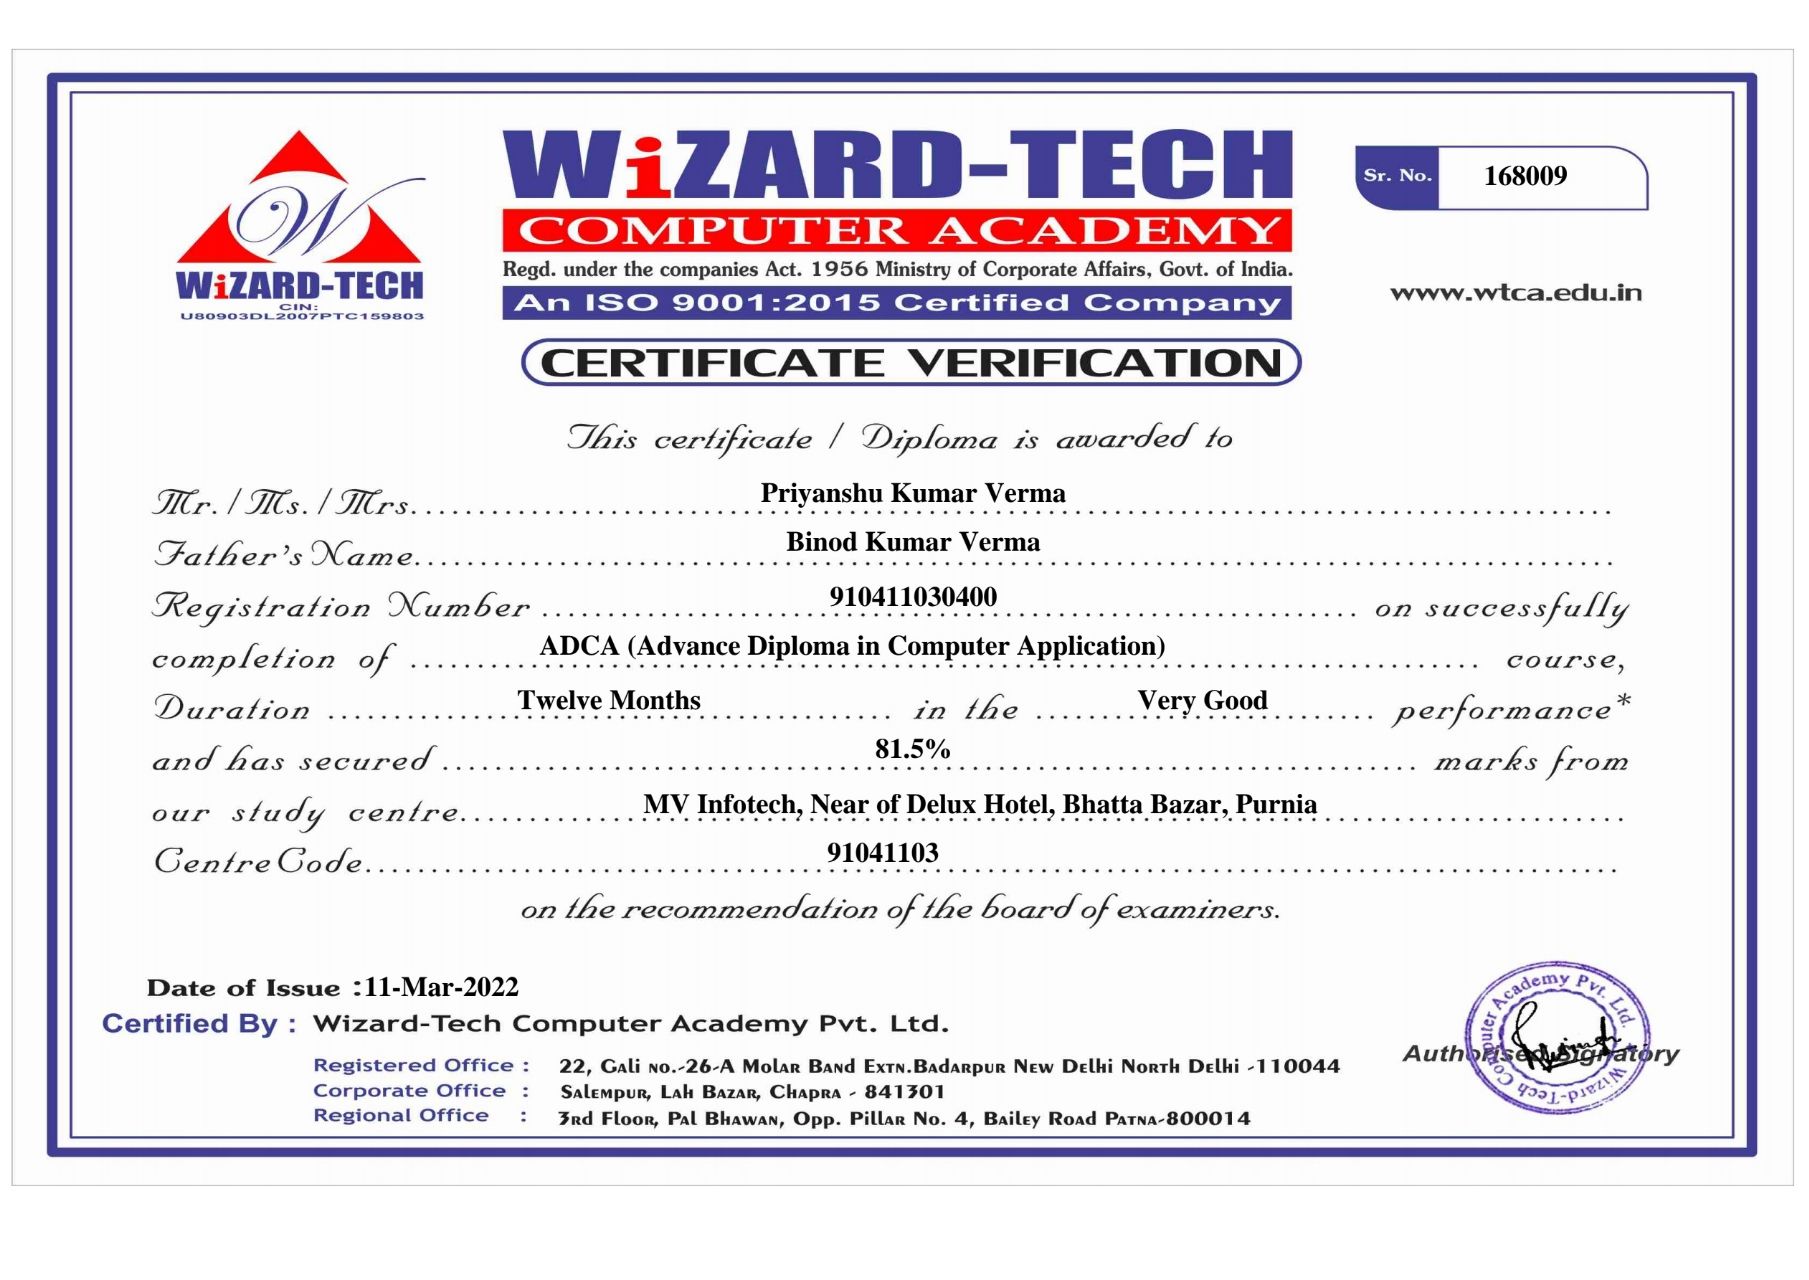 WiZARD-TECH
COMPUTER ACADEMY
Regd. under the companies Act. 1956 Ministry of Corporate Affairs, Govt. of India.
An ISO 9001:2015 Certified Company
W
WiZARD-TECH
CIN:
U80903DL2007PTC159803
Sr. No. 168009
www.wtca.edu.in
CERTIFICATE VERIFICATION
This certificate / Diploma is awarded to
Mr. / Ms. / Mrs. Priyanshu Kumar Verma
Father's Name Binod Kumar Verma
Registration Number 910411030400 on successfully
completion of ADCA (Advance Diploma in Computer Application) course,
Duration Twelve Months in the Very Good performance*
and has secured 81.5% marks from
our study centre MV Infotech, Near of Delux Hotel, Bhatta Bazar, Purnia
Centre Code 91041103
on the recommendation of the board of examiners.
Date of Issue :11-Mar-2022
Certified By : Wizard-Tech Computer Academy Pvt. Ltd.
Registered Office : 22, Gali no.-26-A Molar Band Extn.Badarpur New Delhi North Delhi -110044
Corporate Office : Salempur, Lah Bazar, Chapra - 841301
Regional Office : 3rd Floor, Pal Bhawan, Opp. Pillar No. 4, Bailey Road Patna-800014
Authorised Signatory
Wizard-Tech Computer Academy Pvt. Ltd.